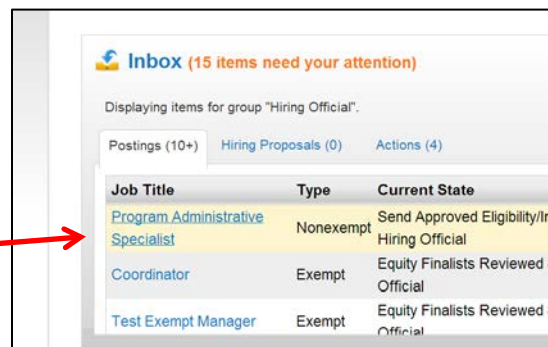 Inbox (15 items need your attention)
Displaying items for group "Hiring Official".
Postings (10+) Hiring Proposals (0) Actions (4)
Job Title Type Current State
Program Administrative Specialist Nonexempt Send Approved Eligibility/In Hiring Official
Coordinator Exempt Equity Finalists Reviewed Official
Test Exempt Manager Exempt Equity Finalists Reviewed Official